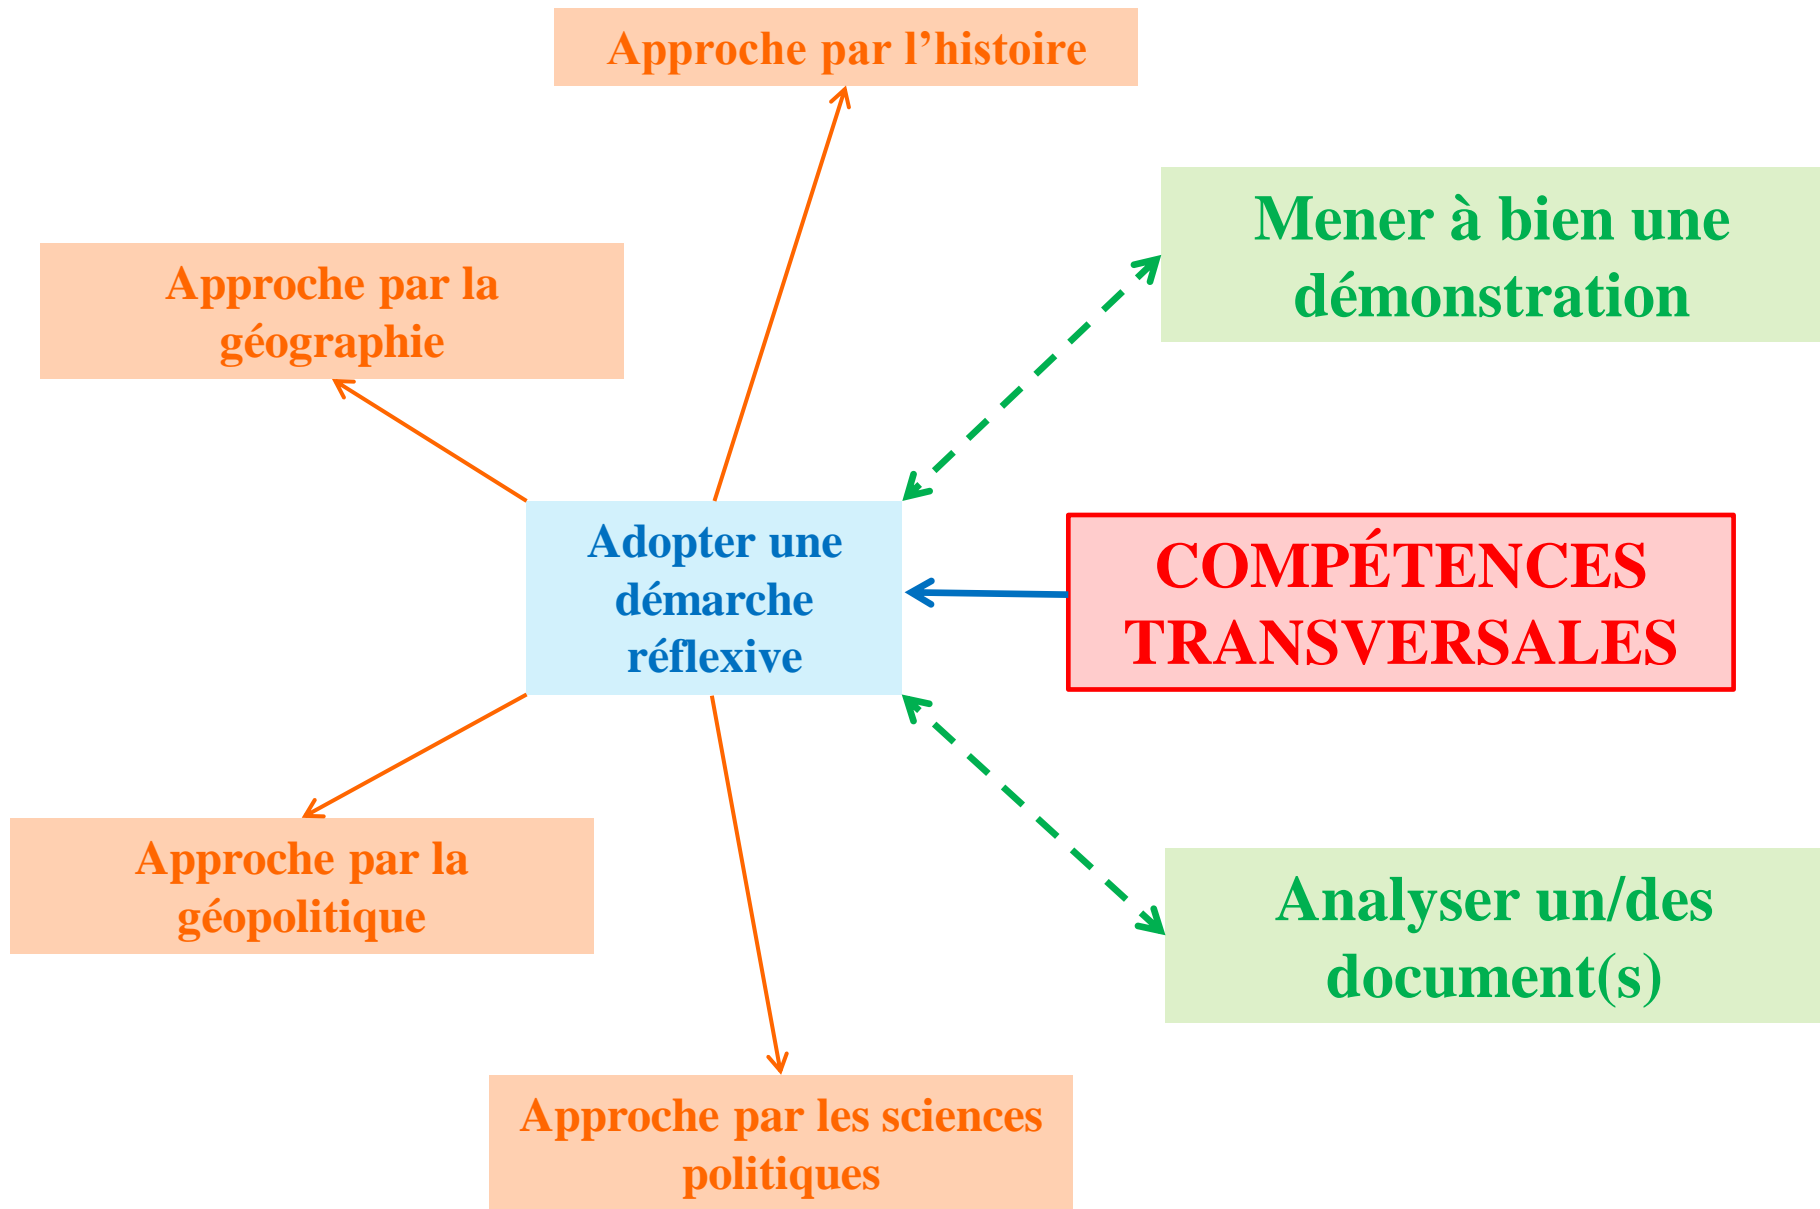 Approche par l’histoire
Mener à bien une
démonstration
Approche par la
géographie
Adopter une
démarche
réflexive
COMPÉTENCES
TRANSVERSALES
Approche par la
géopolitique
Analyser un/des
document(s)
Approche par les sciences
politiques